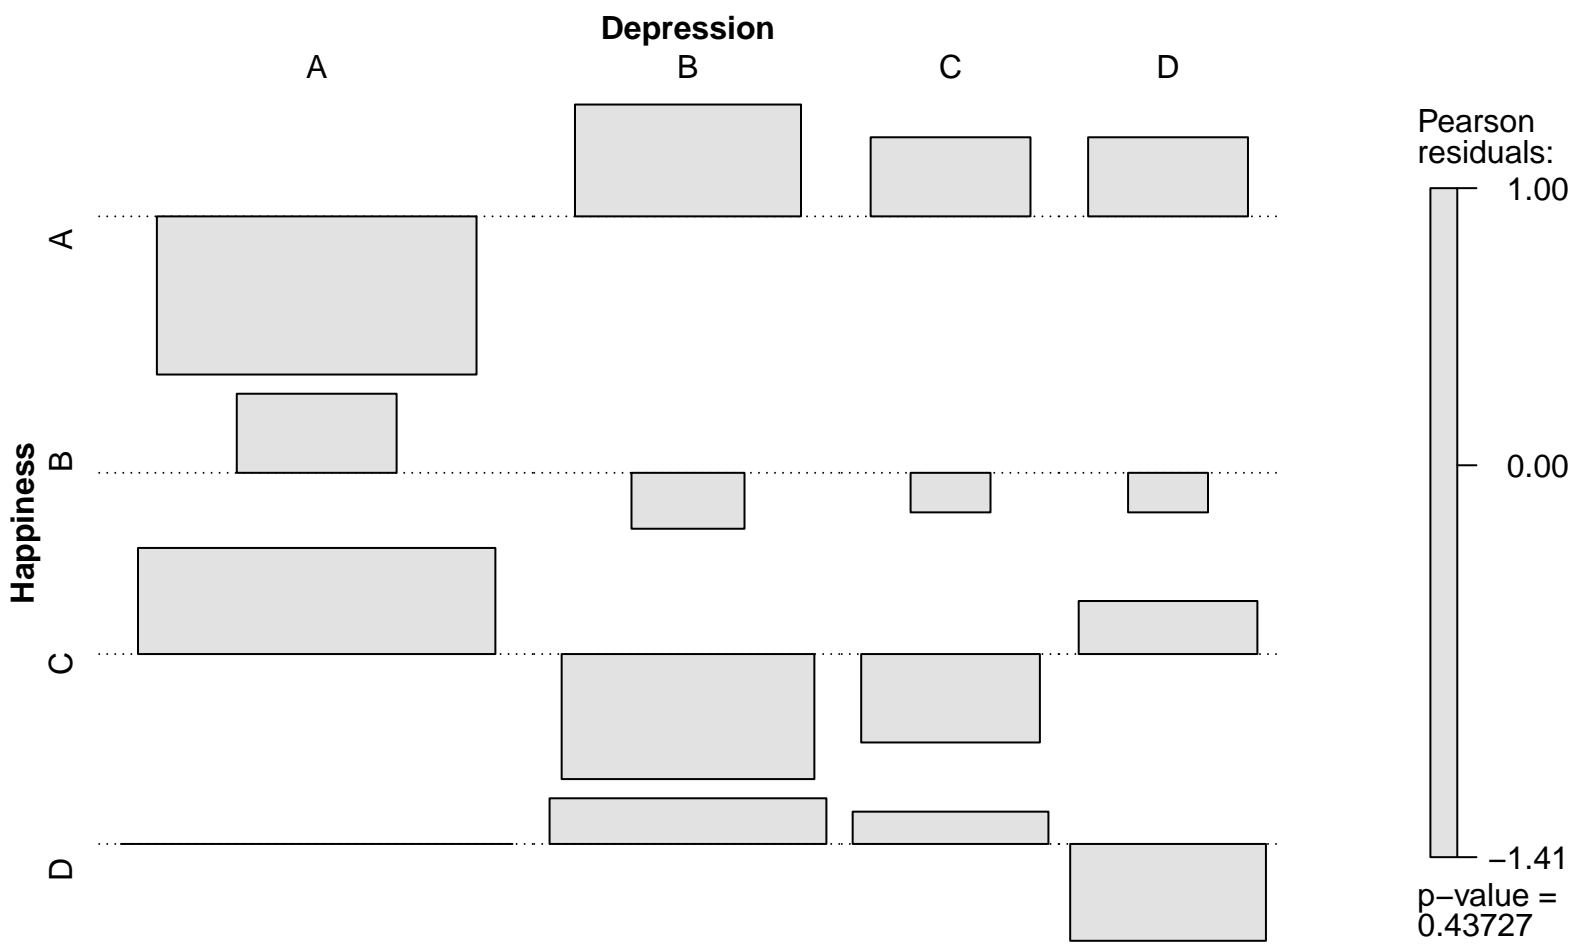 Depression
A B C D
Pearson
residuals:
1.00
A
B
0.00
Happiness
C
−1.41
D
p−value =
0.43727